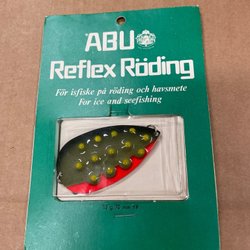 ABU
Reflex Röding
För isfiske på röding och havsmete
For ice and seefishing